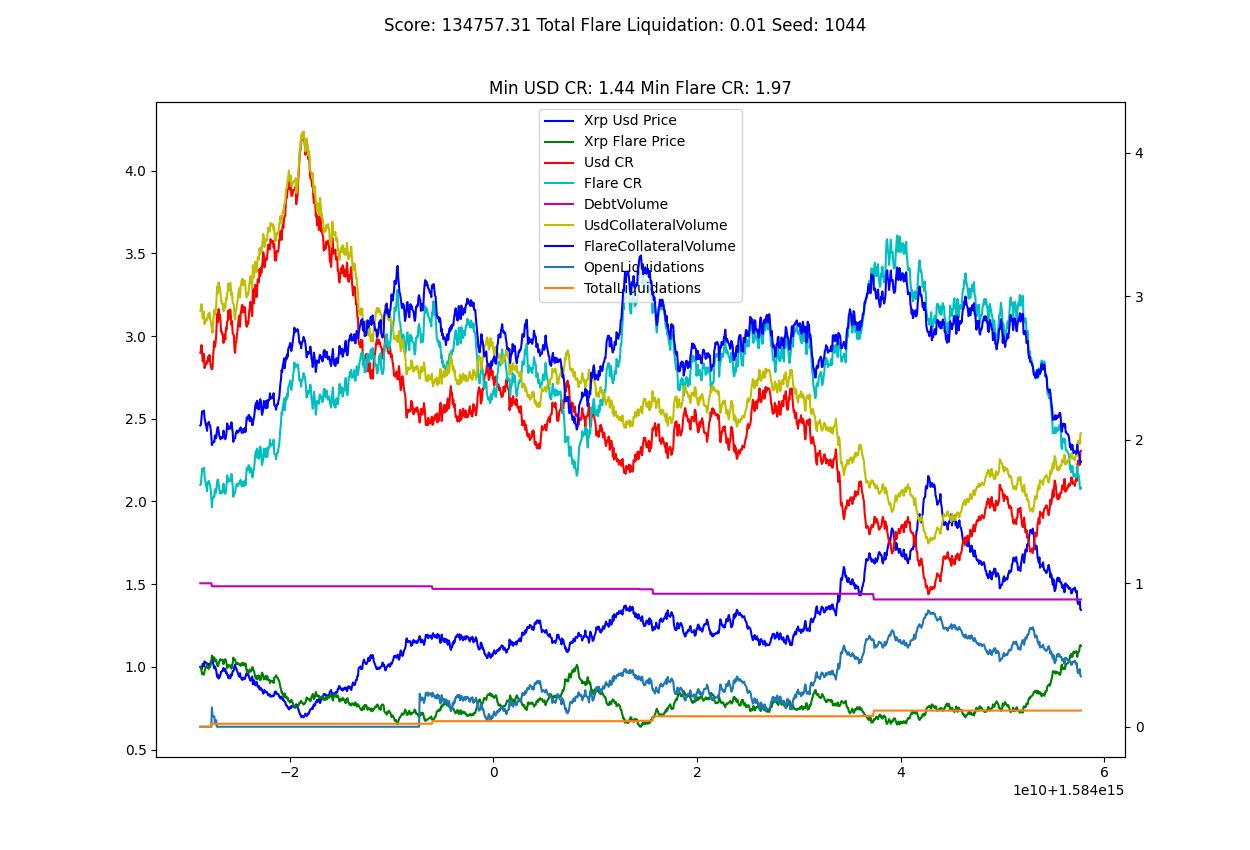 Score: 134757.31 Total Flare Liquidation: 0.01 Seed: 1044
Min USD CR: 1.44 Min Flare CR: 1.97
Xrp Usd Price
Xrp Flare Price
Usd CR
Flare CR
DebtVolume
UsdCollateralVolume
FlareCollateralVolume
OpenLiquidations
TotalLiquidations
4.0
3.5
3.0
2.5
2.0
1.5
1.0
0.5
4
3
2
1
0
−2
0
2
4
6
1e10+1.584e15